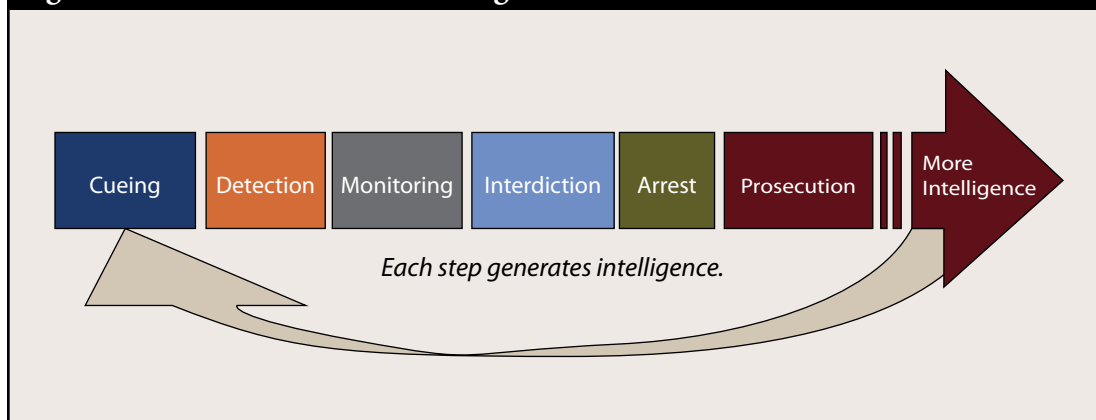 Cueing
Detection
Monitoring
Interdiction
Arrest
Prosecution
More
Intelligence
Each step generates intelligence.